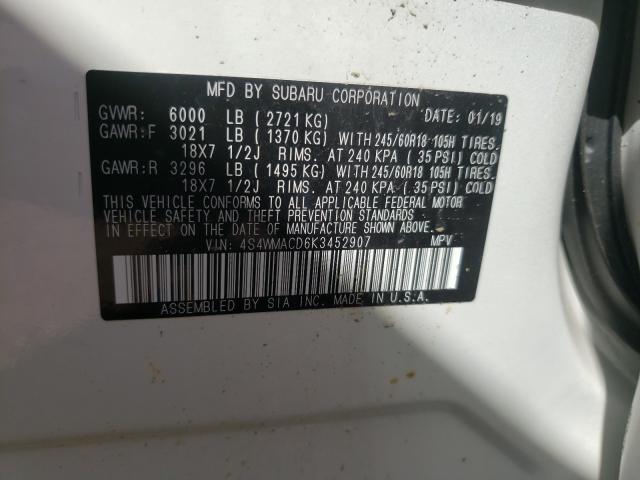 MFD BY SUBARU CORPORATION
GVWR: 6000 LB (2721 KG) DATE: 01/19
GAWR:F 3021 LB (1370 KG) WITH 245/60R18 105H TIRES.
18X7 1/2J RIMS. AT 240 KPA (35 PSI) COLD
GAWR:R 3296 LB (1495 KG) WITH 245/60R18 105H TIRES.
18X7 1/2J RIMS. AT 240 KPA (35 PSI) COLD
THIS VEHICLE CONFORMS TO ALL APPLICABLE FEDERAL MOTOR
VEHICLE SAFETY AND THEFT PREVENTION STANDARDS
IN EFFECT ON THE DATE OF MANUFACTURE SHOWN ABOVE.
VIN: 4S4WMACD6K3452907 MPV
ASSEMBLED BY SIA INC. MADE IN U.S.A.